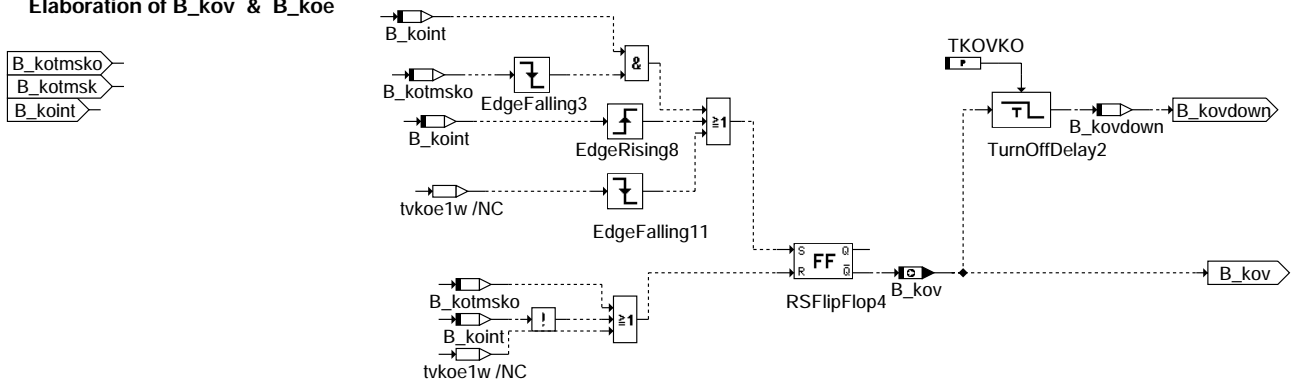 Elaboration of B_kov & B_koe
B_kotmsko
B_kotmsk
B_koint
B_koint
B_kotmsko
EdgeFalling3
&
B_koint
EdgeRising8
≥1
tvkoe1w /NC
EdgeFalling11
TKOVKO
P
T
TurnOffDelay2
B_kovdown
B_kovdown
S Q
FF
R Q̅
RSFlipFlop4
B_kov
B_kov
B_kotmsko
B_koint
!
≥1
tvkoe1w /NC